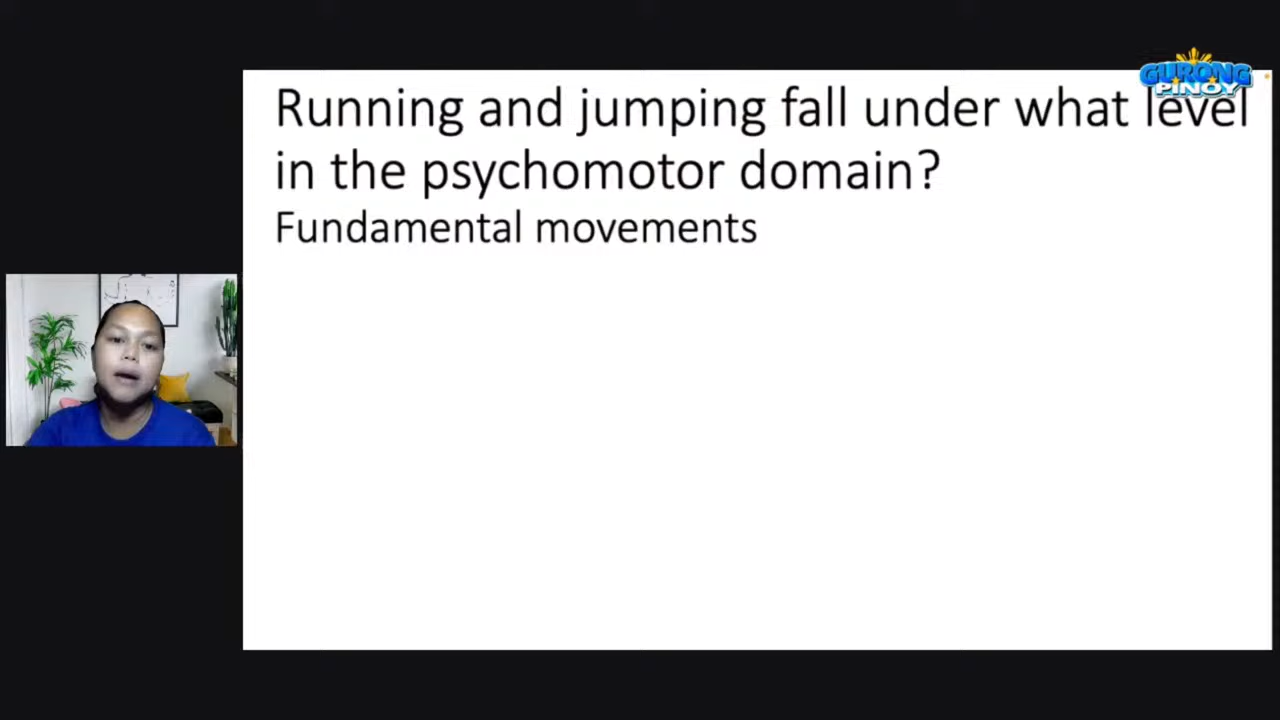 GURONG
PINOY
Running and jumping fall under what level
in the psychomotor domain?
Fundamental movements